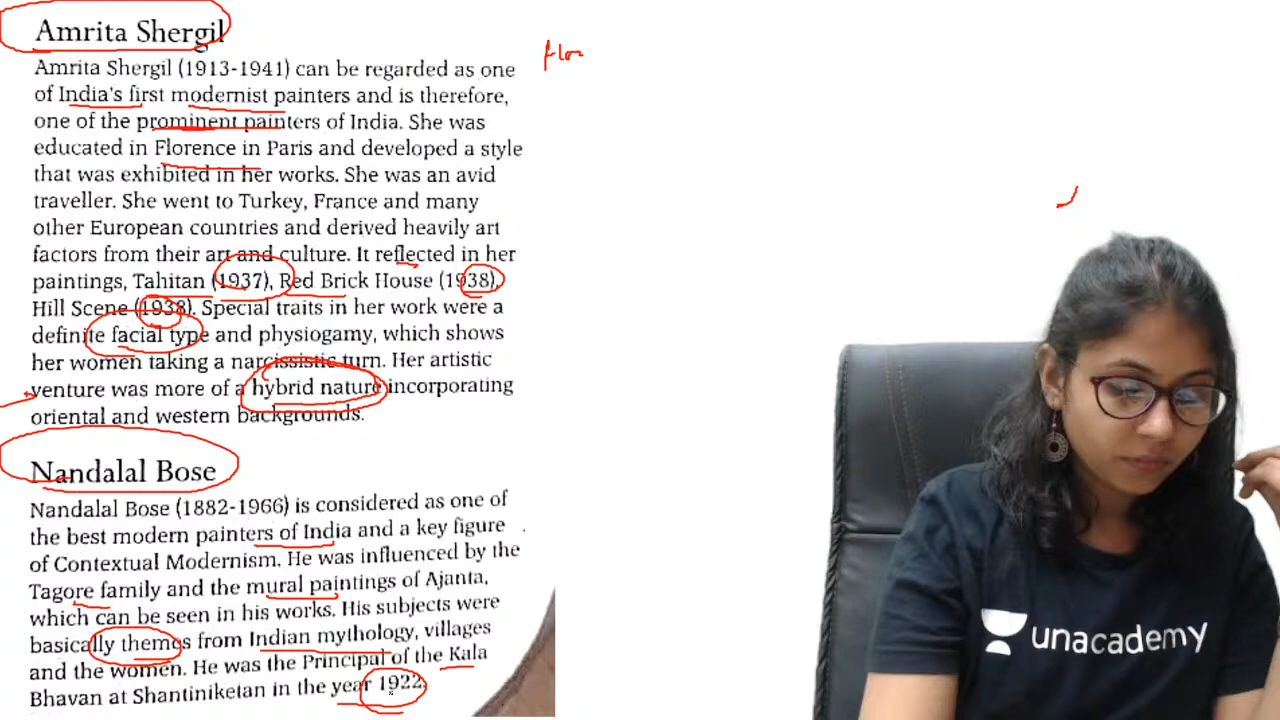 Amrita Shergil
Amrita Shergil (1913-1941) can be regarded as one
of India's first modernist painters and is therefore,
one of the prominent painters of India. She was
educated in Florence in Paris and developed a style
that was exhibited in her works. She was an avid
traveller. She went to Turkey, France and many
other European countries and derived heavily art
factors from their art and culture. It reflected in her
paintings, Tahitan (1937), Red Brick House (1938),
Hill Scene (1938). Special traits in her work were a
definite facial type and physiogamy, which shows
her women taking a narcissistic turn. Her artistic
venture was more of a hybrid nature incorporating
oriental and western backgrounds.
Nandalal Bose
Nandalal Bose (1882-1966) is considered as one of
the best modern painters of India and a key figure
of Contextual Modernism. He was influenced by the
Tagore family and the mural paintings of Ajanta,
which can be seen in his works. His subjects were
basically themes from Indian mythology, villages
and the women. He was the Principal of the Kala
Bhavan at Shantiniketan in the year 1922.
flor
unacademy